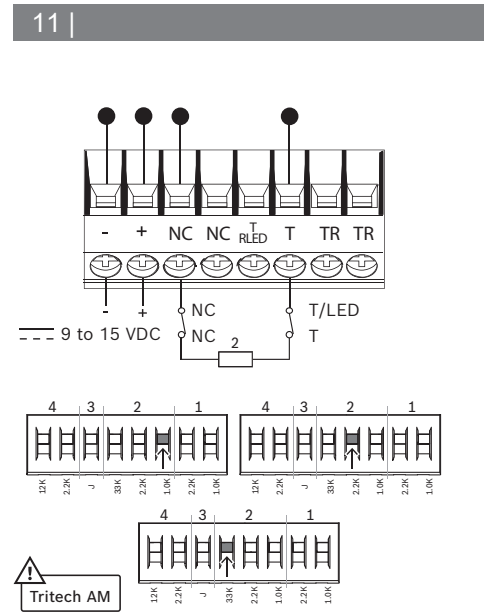 11 |
- + NC NC T RLED T TR TR
- + NC T/LED
9 to 15 VDC NC 2 T
4 3 2 1 4 3 2 1
12K 2.2K J 33K 2.2K 1.0K 2.2K 1.0K 12K 2.2K J 33K 2.2K 1.0K 2.2K 1.0K
4 3 2 1
12K 2.2K J 33K 2.2K 1.0K 2.2K 1.0K
! Tritech AM